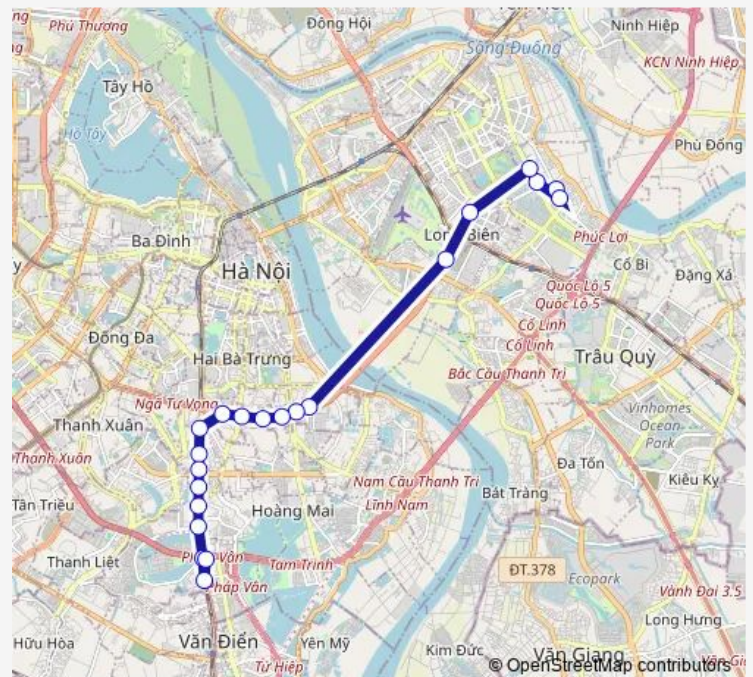 Phú Thượng
Đông Hội
Ninh Hiệp
Sông Đuống
KCN Ninh Hiệp
Tây Hồ
Hồ Tây
Phù Đổng
Ba Đình
Long Biên
Phúc Lợi
Hà Nội
Cổ Bi
Đặng Xá
Quốc Lộ 5
Quốc Lộ 5
Cổ Linh
Cổ Linh
Đống Đa
Hai Bà Trưng
Trâu Quỳ
Bắc Cầu Thanh Trì
Ngã Tư Vọng
Vinhomes
Ocean
Park
Thanh Xuân
Thanh Xuân
Đa Tốn
Nam Cầu Thanh Trì
Kiêu Kỵ
Tân Triều
Hoàng Mai
Lĩnh Nam
Bát Tràng
Pháp Vân
Thanh Liệt
Tam Trinh
ĐT.378
Ecopark
Pháp Vân
Vành Đai 3.5
Long Hưng
Hữu Hòa
Văn Điển
Yên Mỹ
Kim Đức
Văn Giang
Tứ Hiệp
© OpenStreetMap contributors